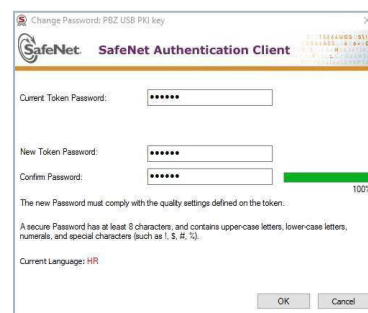 Change Password: PBZ USB PKI key
SafeNet. SafeNet Authentication Client
Current Token Password: ••••••
New Token Password: ••••••
Confirm Password: ••••••
100%
The new Password must comply with the quality settings defined on the token.
A secure Password has at least 8 characters, and contains upper-case letters, lower-case letters,
numerals, and special characters (such as !, $, #, %).
Current Language: HR
OK Cancel